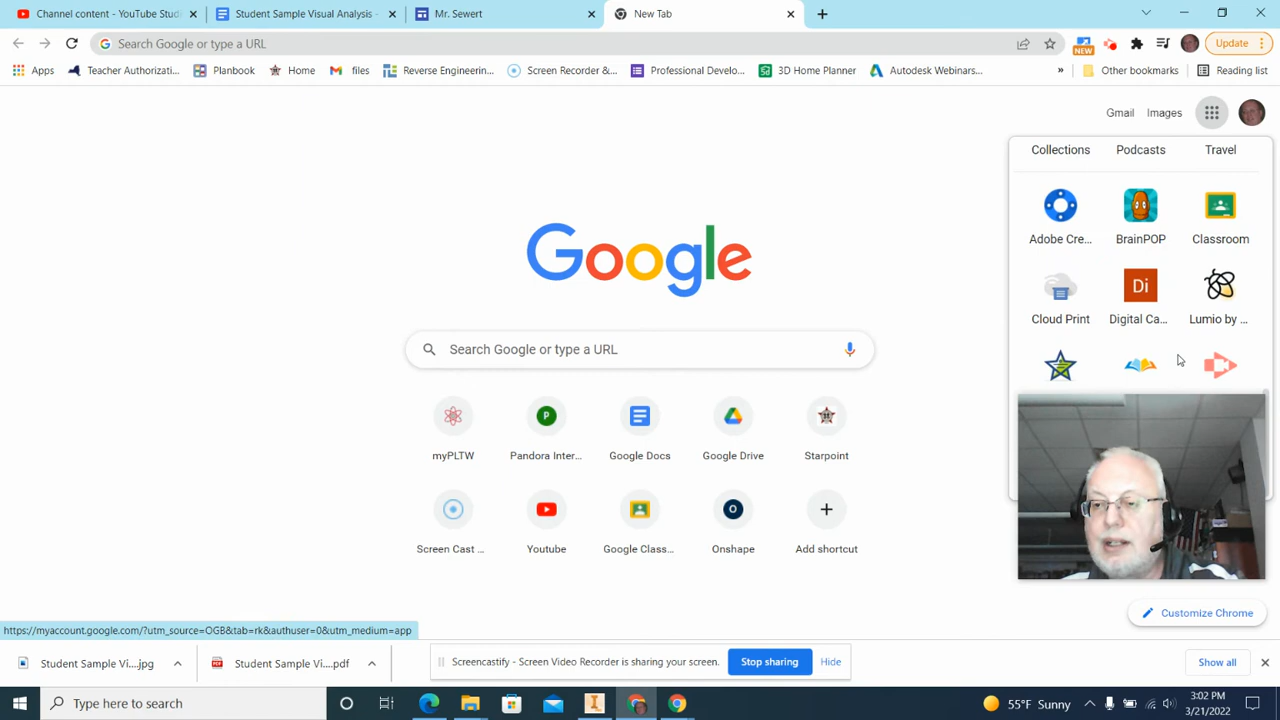 Channel content - YouTube Studi
Student Sample Visual Analysis -
Mr. Sewert
New Tab
Search Google or type a URL
NEW
Update
Apps
Teacher Authorizati...
Planbook
Home
files
Reverse Engineerin...
Screen Recorder &...
Professional Develo...
3D Home Planner
Autodesk Webinars...
»
Other bookmarks
Reading list
Gmail
Images
Collections
Podcasts
Travel
Adobe Cre...
BrainPOP
Classroom
Cloud Print
Di
Digital Ca...
Lumio by ...
Google
Search Google or type a URL
P
myPLTW
Pandora Inter...
Google Docs
Google Drive
Starpoint
O
Screen Cast ...
Youtube
Google Class...
Onshape
Add shortcut
Customize Chrome
https://myaccount.google.com/?utm_source=OGB&tab=rk&authuser=0&utm_medium=app
Student Sample Vi....jpg
PDF
Student Sample Vi....pdf
Screencastify - Screen Video Recorder is sharing your screen.
Stop sharing
Hide
Show all
Type here to search
I
55°F Sunny
3:02 PM
3/21/2022